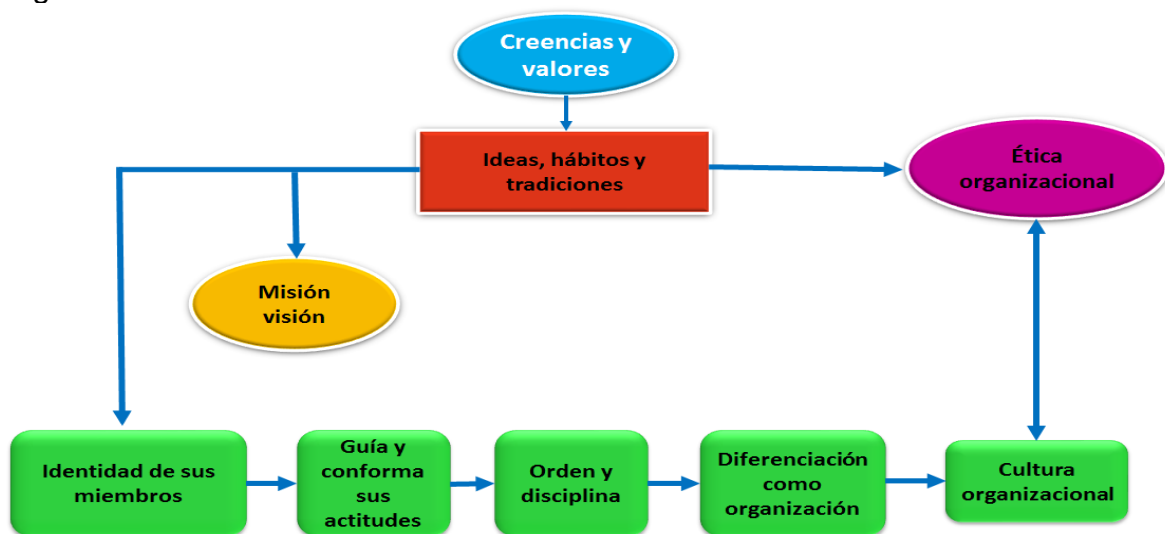 Creencias y
valores
Ideas, hábitos y
tradiciones
Ética
organizacional
Misión
visión
Identidad de sus
miembros
Guía y
conforma
sus
actitudes
Orden y
disciplina
Diferenciación
como
organización
Cultura
organizacional